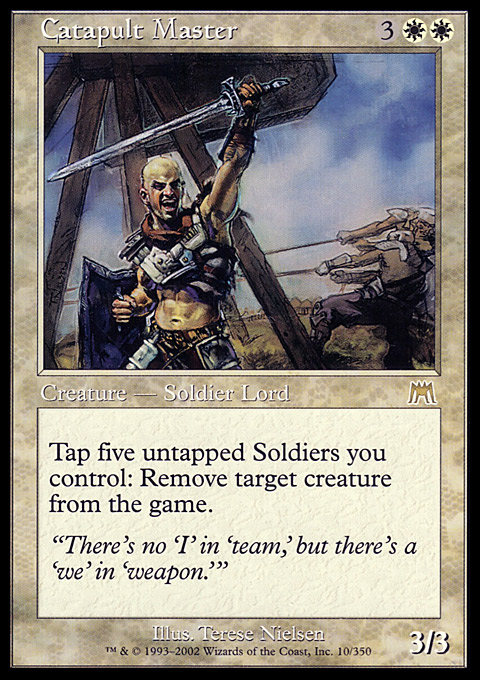 Catapult Master 3
Creature — Soldier Lord
Tap five untapped Soldiers you
control: Remove target creature
from the game.
“There’s no ‘I’ in ‘team,’ but there’s a
‘we’ in ‘weapon.’”
Illus. Terese Nielsen
3/3
™ & © 1993–2002 Wizards of the Coast, Inc. 10/350